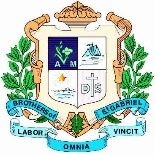 A M
D S
BROTHERS of ST GABRIEL
LABOR OMNIA VINCIT